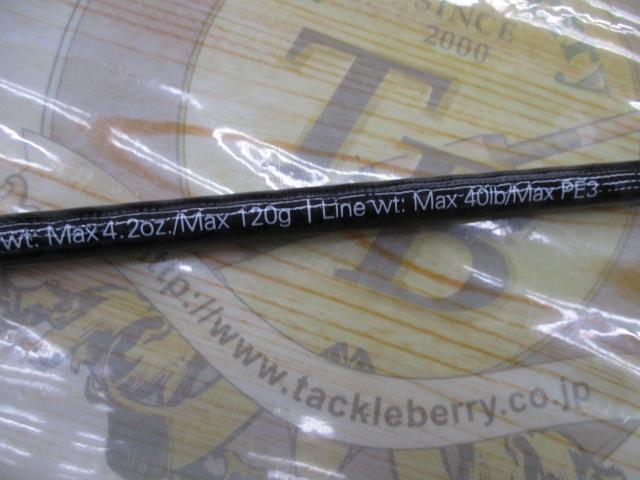 SINCE
2000
TB
wt: Max 4.2oz./Max 120g | Line wt: Max 40lb/Max PE3
http://www.tackleberry.co.jp